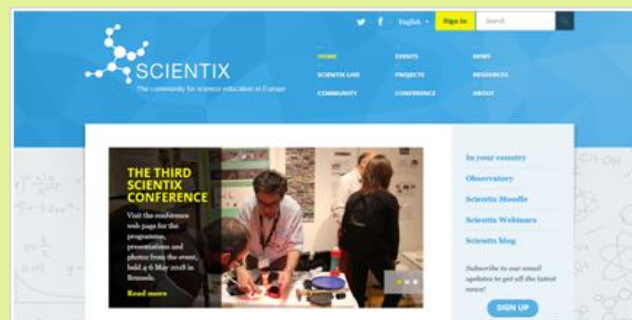 English
Sign in
Search
SCIENTIX
The community for science education in Europe
HOME
EVENTS
NEWS
SCIENTIX LIVE
PROJECTS
RESOURCES
COMMUNITY
CONFERENCE
ABOUT
THE THIRD
SCIENTIX
CONFERENCE
Visit the conference
web page for the
programme,
presentations and
photos from the event,
held 4-6 May 2018 in
Brussels.
Read more
In your country
Observatory
Scientix Moodle
Scientix Webinars
Scientix blog
Subscribe to our email
updates to get all the latest
news!
SIGN UP